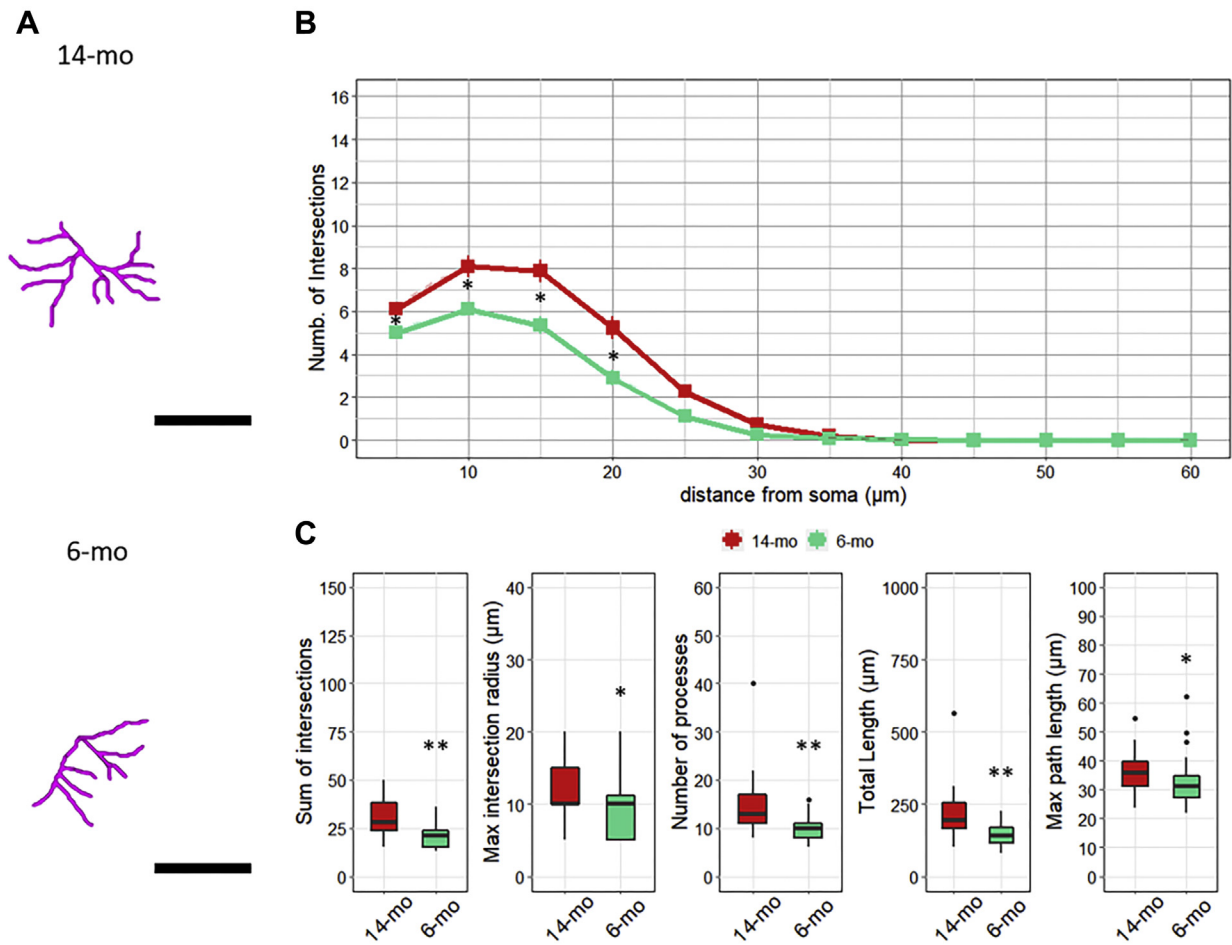 A
14-mo
6-mo
B
Numb. of Intersections
16
14
12
10
8
6
4
2
0
*
*
*
*
10
20
30
40
50
60
distance from soma (µm)
14-mo
6-mo
C
Sum of intersections
150
125
100
75
50
25
0
**
14-mo
6-mo
Max intersection radius (µm)
40
30
20
10
0
*
14-mo
6-mo
Number of processes
60
50
40
30
20
10
0
**
14-mo
6-mo
Total Length (µm)
1000
750
500
250
0
**
14-mo
6-mo
Max path length (µm)
100
90
80
70
60
50
40
30
20
10
0
*
14-mo
6-mo